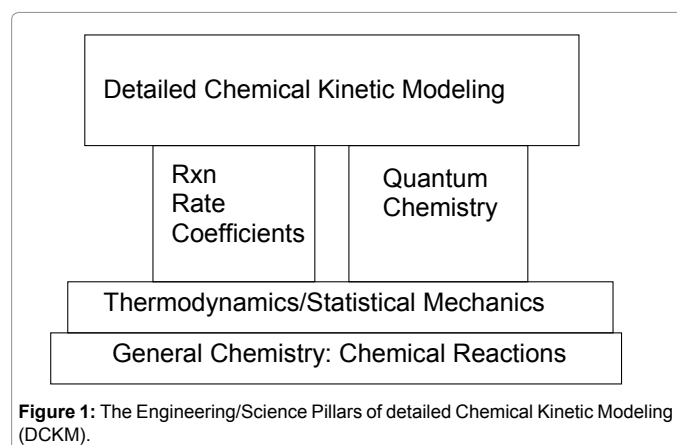 Detailed Chemical Kinetic Modeling
Rxn
Rate
Coefficients
Quantum
Chemistry
Thermodynamics/Statistical Mechanics
General Chemistry: Chemical Reactions
Figure 1: The Engineering/Science Pillars of detailed Chemical Kinetic Modeling
(DCKM).